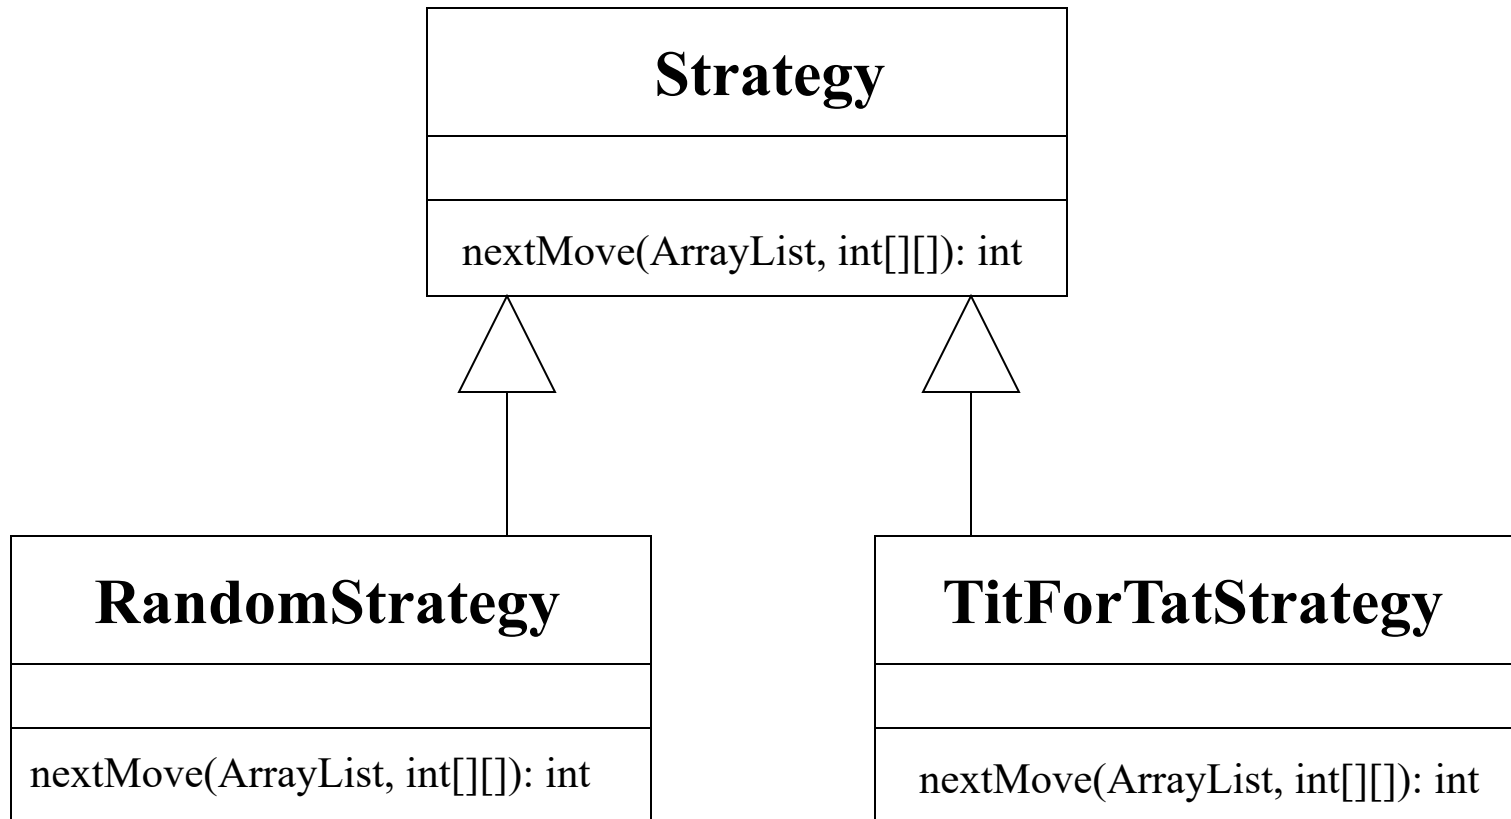 Strategy
nextMove(ArrayList, int[][]): int
RandomStrategy
nextMove(ArrayList, int[][]): int
TitForTatStrategy
nextMove(ArrayList, int[][]): int